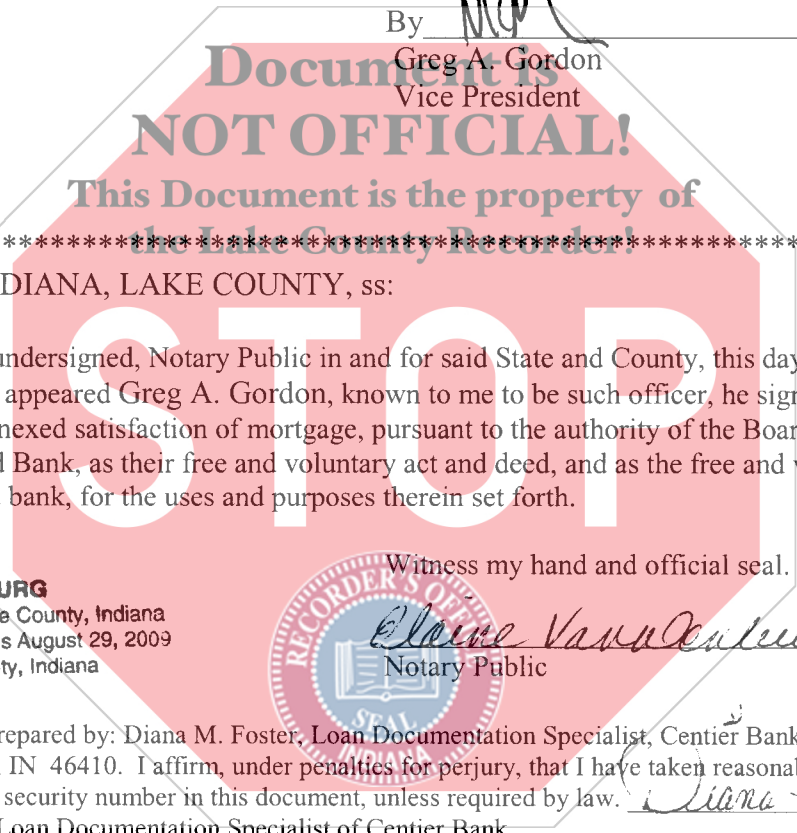 By
Greg A. Gordon
Vice President
Document is
NOT OFFICIAL!
This Document is the property of
the Lake County Recorder!
**************************************************
DIANA, LAKE COUNTY, ss:
STOP
undersigned, Notary Public in and for said State and County, this day
appeared Greg A. Gordon, known to me to be such officer, he sign
nexed satisfaction of mortgage, pursuant to the authority of the Boar
d Bank, as their free and voluntary act and deed, and as the free and v
bank, for the uses and purposes therein set forth.
Witness my hand and official seal.
URG
e County, Indiana
s August 29, 2009
ty, Indiana
Elaine
Notary Public
RECORDER'S OFFICE
SEAL
INDIANA
repared by: Diana M. Foster, Loan Documentation Specialist, Centier Bank
IN 46410. I affirm, under penalties for perjury, that I have taken reasonal
security number in this document, unless required by law. Diana
Loan Documentation Specialist of Centier Bank